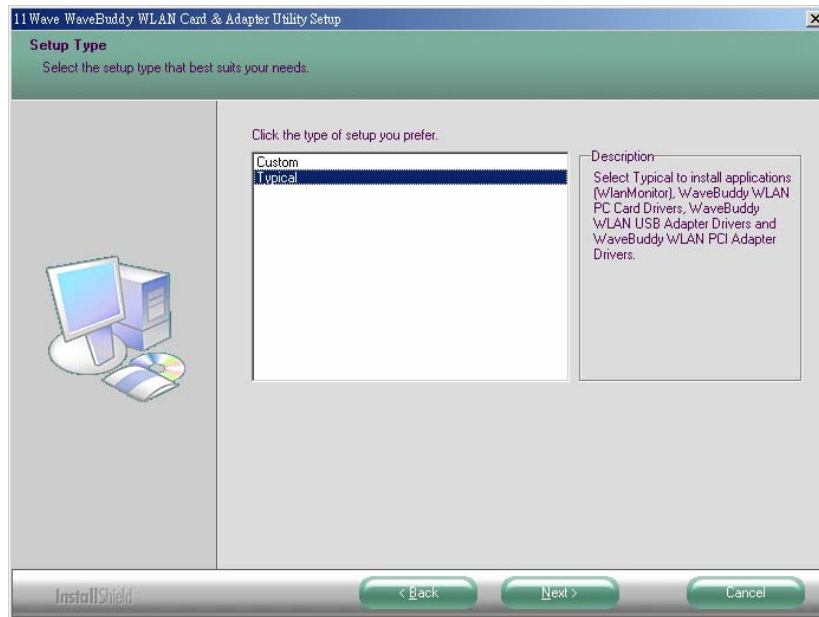 11Wave WaveBuddy WLAN Card & Adapter Utility Setup
Setup Type
Select the setup type that best suits your needs.
Click the type of setup you prefer.
Custom
Typical
Description
Select Typical to install applications
(WlanMonitor), WaveBuddy WLAN
PC Card Drivers, WaveBuddy
WLAN USB Adapter Drivers and
WaveBuddy WLAN PCI Adapter
Drivers.
InstallShield
< Back
Next >
Cancel